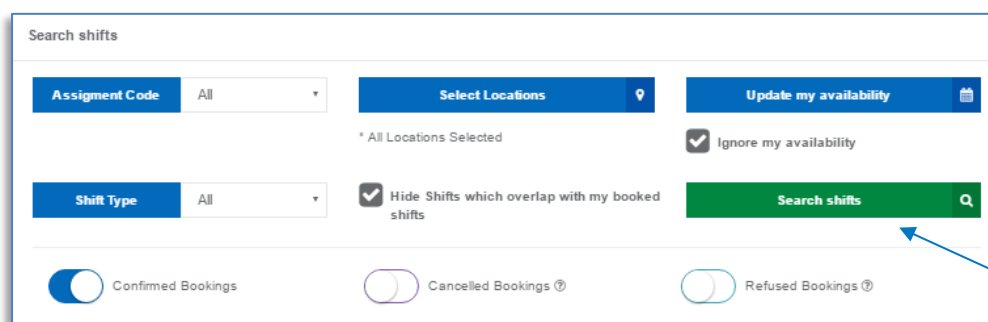 Search shifts
Assigment Code All Select Locations Update my availability
* All Locations Selected Ignore my availability
Shift Type All Hide Shifts which overlap with my booked Search shifts
shifts
Confirmed Bookings Cancelled Bookings ? Refused Bookings ?